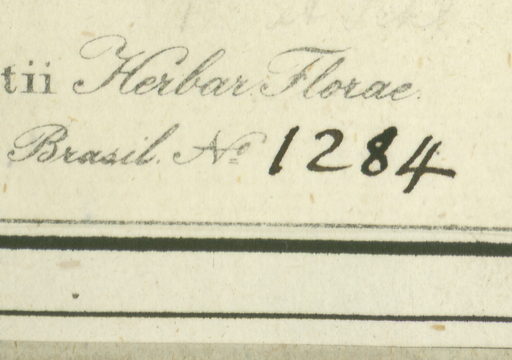 tii Herbar. Florae
Brasil. No 1284